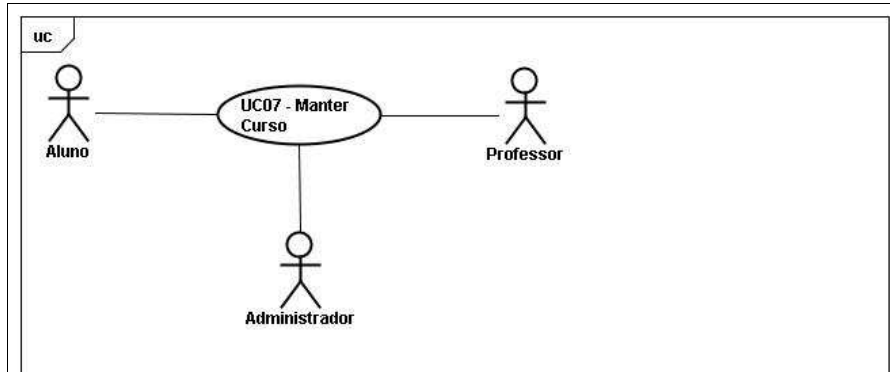 uc
UC07 - Manter
Curso
Aluno
Professor
Administrador